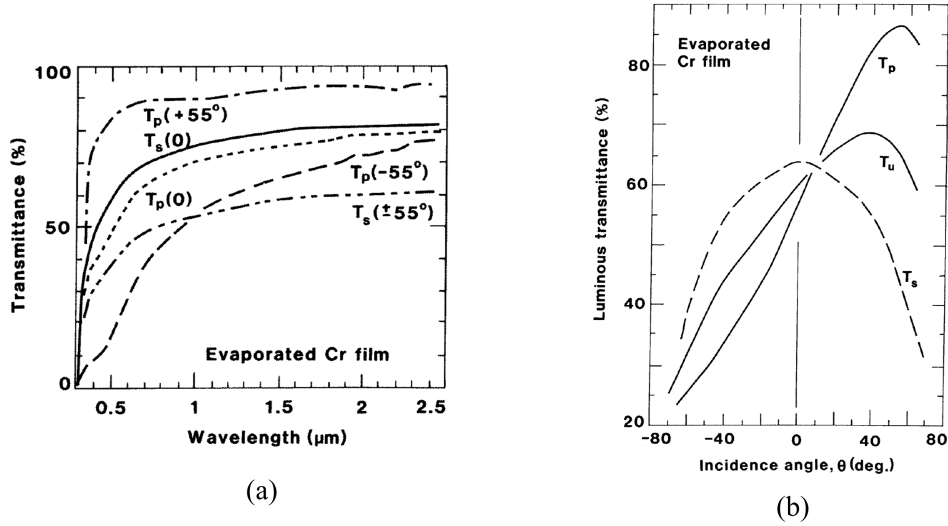 100
50
0
0.5
1
1.5
2
2.5
Transmittance (%)
Wavelength (µm)
Tp(+55°)
Ts(0)
Tp(0)
Tp(-55°)
Ts(±55°)
Evaporated Cr film
(a)
Evaporated
Cr film
80
60
40
20
-80
-40
0
40
80
Luminous transmittance (%)
Incidence angle, θ (deg.)
Tp
Tu
Ts
(b)